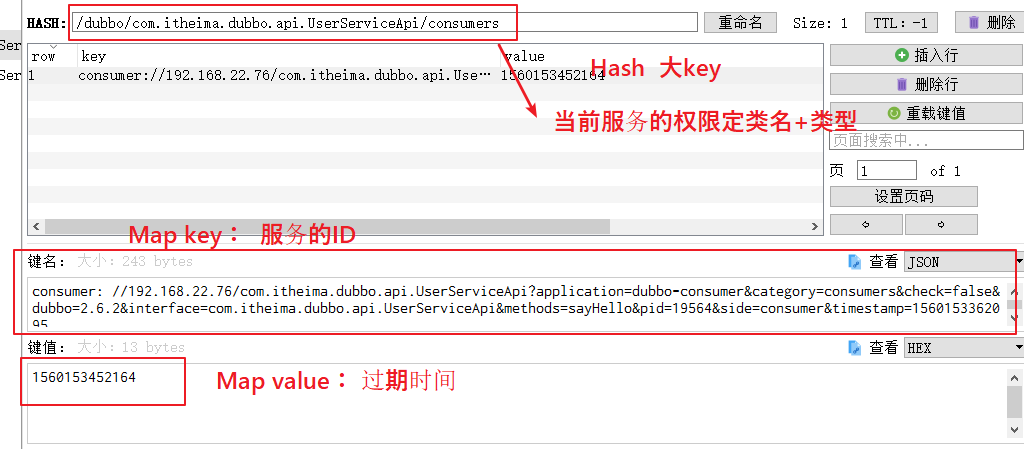 HASH: /dubbo/com.itheima.dubbo.api.UserServiceApi/consumers 重命名 Size: 1 TTL: -1 删除
Ser
Ser
row key value
1 consumer://192.168.22.76/com.itheima.dubbo.api.Use… 1560153452164
Hash 大key
当前服务的权限定类名+类型
插入行
删除行
重载键值
页面搜索中...
页 1 of 1
设置页码
Map key： 服务的ID
键名: 大小: 243 bytes 查看 JSON
consumer: //192.168.22.76/com.itheima.dubbo.api.UserServiceApi?application=dubbo-consumer&category=consumers&check=false&
dubbo=2.6.2&interface=com.itheima.dubbo.api.UserServiceApi&methods=sayHello&pid=19564&side=consumer&timestamp=15601533620
95
键值: 大小: 13 bytes 查看 HEX
1560153452164
Map value： 过期时间